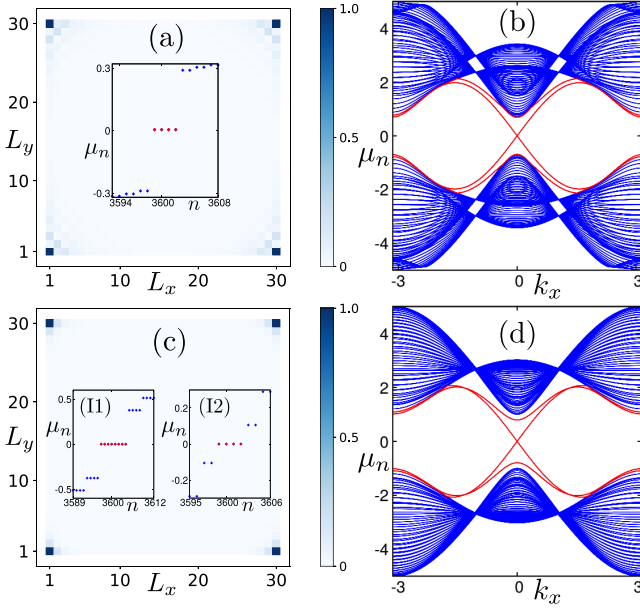 (a)
30
20
L_y
10
1
1
10
20
30
L_x
0.3
0
-0.3
μ_n
3594
3600
n
3608
1.0
0.5
0
(b)
4
2
0
μ_n
-2
-4
-3
0
k_x
3
(c)
30
20
L_y
10
1
1
10
20
30
L_x
(I1)
0.5
μ_n
0
-0.5
3589
3600
n
3612
(I2)
0.2
μ_n
0
-0.2
3595
3600
n
3606
1.0
0.5
0
(d)
4
2
0
μ_n
-2
-4
-3
0
k_x
3